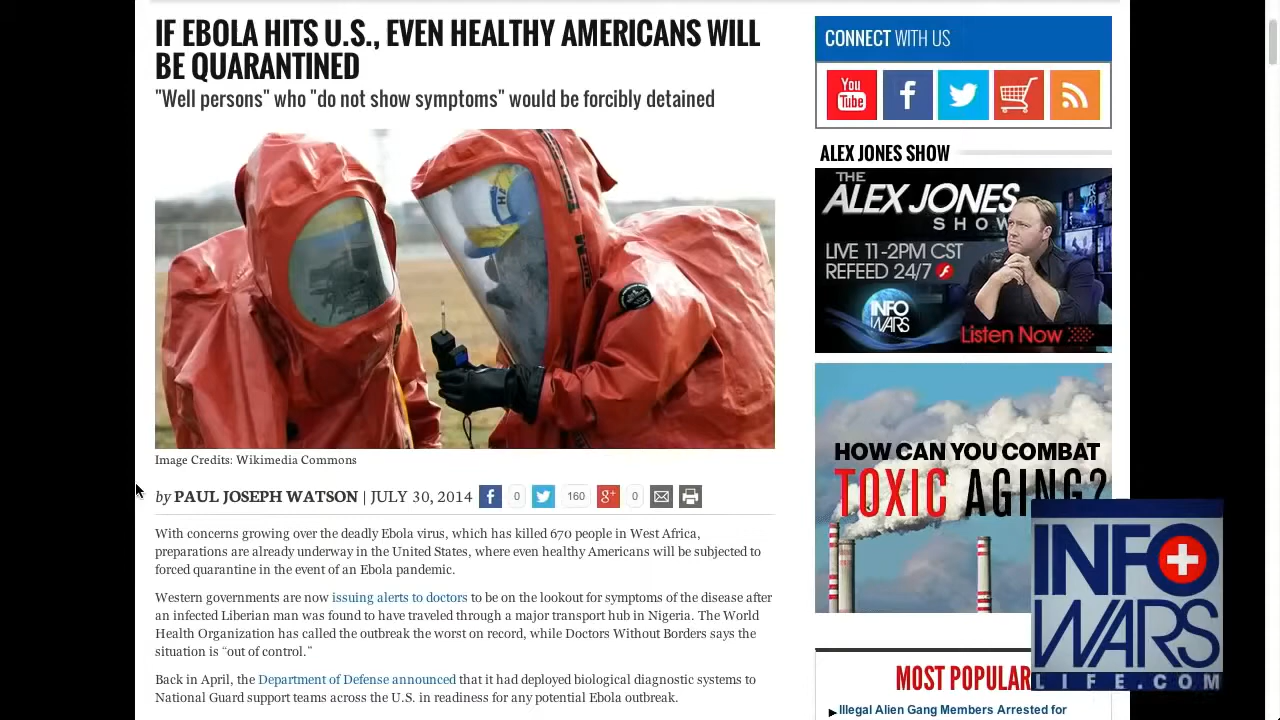 IF EBOLA HITS U.S., EVEN HEALTHY AMERICANS WILL
BE QUARANTINED
"Well persons" who "do not show symptoms" would be forcibly detained
Image Credits: Wikimedia Commons
by PAUL JOSEPH WATSON | JULY 30, 2014 f 0 160 g+ 0
With concerns growing over the deadly Ebola virus, which has killed 670 people in West Africa,
preparations are already underway in the United States, where even healthy Americans will be subjected to
forced quarantine in the event of an Ebola pandemic.
Western governments are now issuing alerts to doctors to be on the lookout for symptoms of the disease after
an infected Liberian man was found to have traveled through a major transport hub in Nigeria. The World
Health Organization has called the outbreak the worst on record, while Doctors Without Borders says the
situation is “out of control.”
Back in April, the Department of Defense announced that it had deployed biological diagnostic systems to
National Guard support teams across the U.S. in readiness for any potential Ebola outbreak.
CONNECT WITH US
You
Tube
f
ALEX JONES SHOW
THE
ALEX JONES
SHOW
LIVE 11-2PM CST
REFEED 24/7
INFO
WARS
Listen Now
HOW CAN YOU COMBAT
TOXIC AGING?
INFO
WARS
LIFE.COM
MOST POPULAR
Illegal Alien Gang Members Arrested for